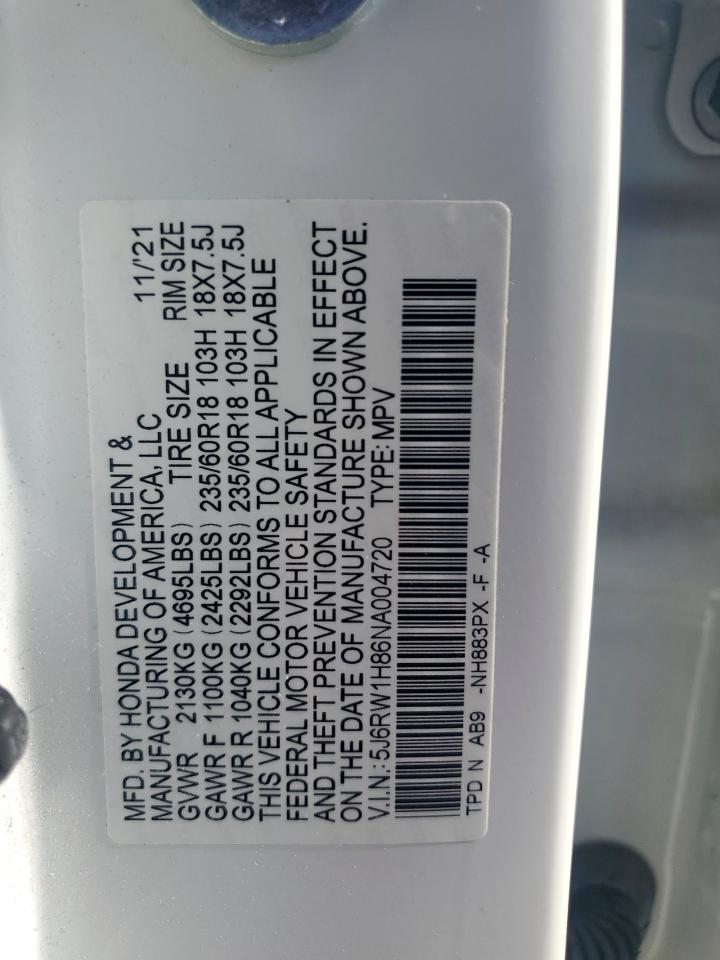 MFD. BY HONDA DEVELOPMENT &
MANUFACTURING OF AMERICA, LLC 11/'21
GVWR 2130KG (4695LBS) TIRE SIZE RIM SIZE
GAWR F 1100KG (2425LBS) 235/60R18 103H 18X7.5J
GAWR R 1040KG (2292LBS) 235/60R18 103H 18X7.5J
THIS VEHICLE CONFORMS TO ALL APPLICABLE
FEDERAL MOTOR VEHICLE SAFETY
AND THEFT PREVENTION STANDARDS IN EFFECT
ON THE DATE OF MANUFACTURE SHOWN ABOVE.
V.I.N.: 5J6RW1H86NA004720 TYPE: MPV
TPD N AB9 -NH883PX -F -A